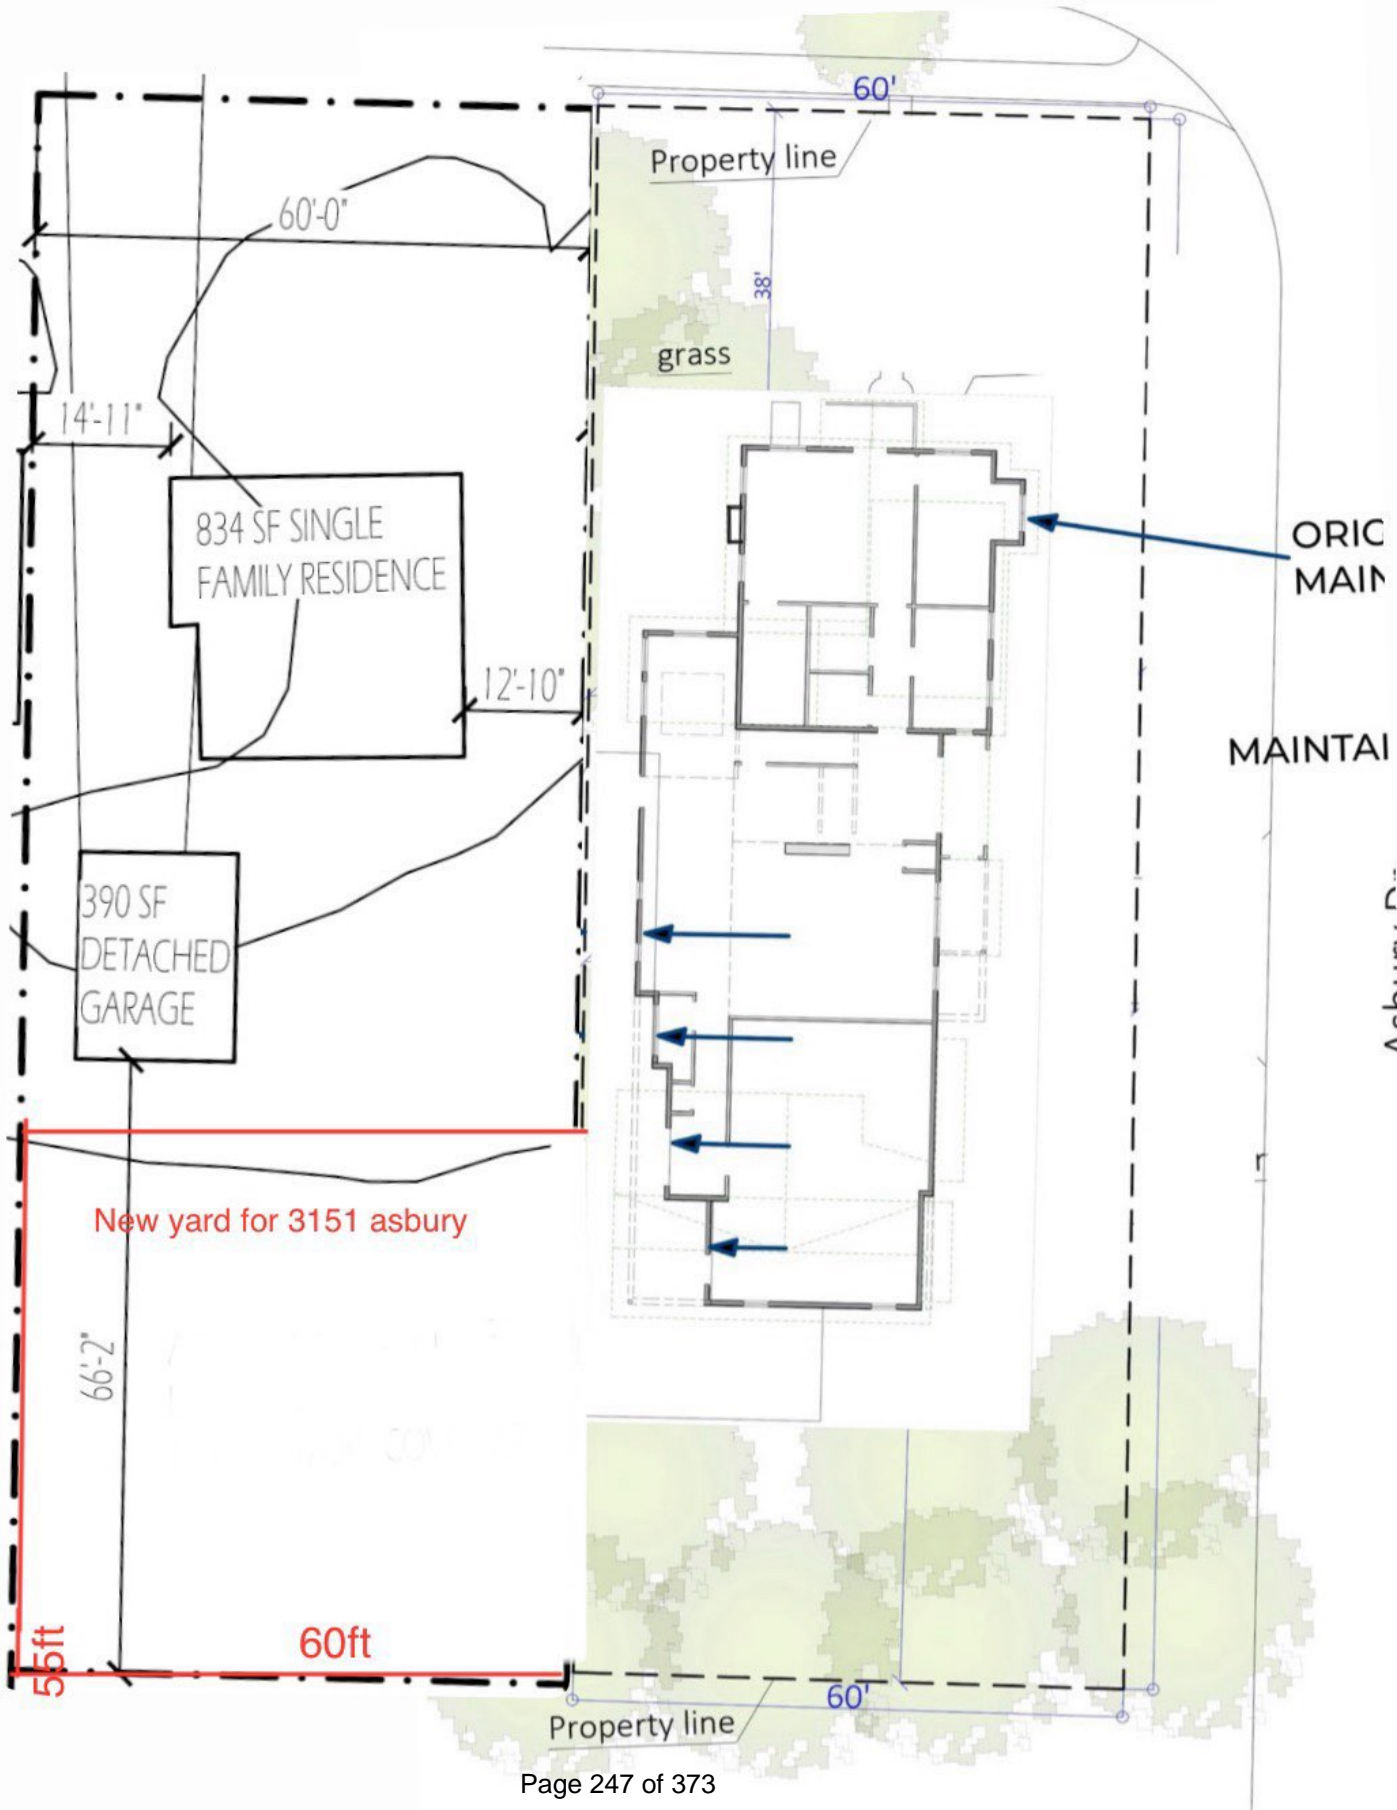 60'
Property line
60'-0"
38'
grass
14'-11"
834 SF SINGLE
FAMILY RESIDENCE
ORIG
MAIN
12'-10"
MAINTAI
390 SF
DETACHED
GARAGE
Asbury
New yard for 3151 asbury
66'-2"
55ft
60ft
60'
Property line
Page 247 of 373